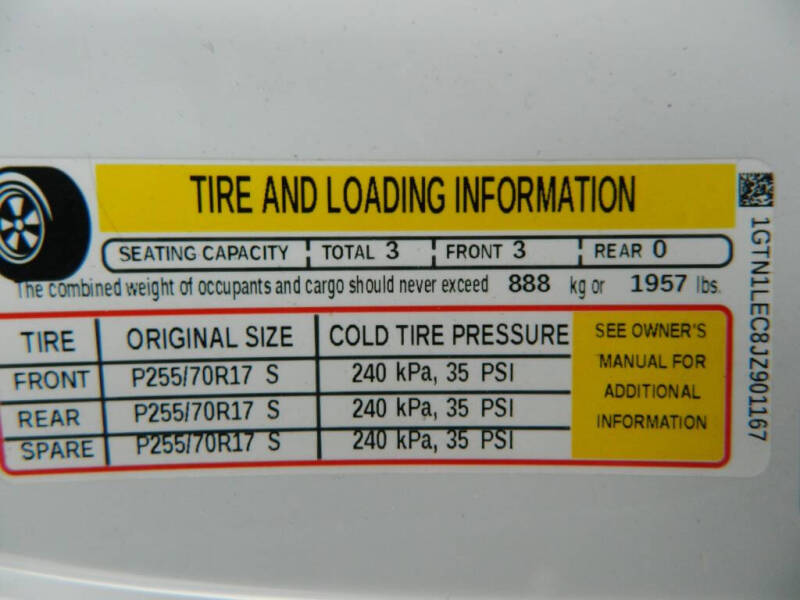 TIRE AND LOADING INFORMATION
SEATING CAPACITY TOTAL 3 FRONT 3 REAR 0
The combined weight of occupants and cargo should never exceed 888 kg or 1957 lbs.
TIRE ORIGINAL SIZE COLD TIRE PRESSURE
FRONT P255/70R17 S 240 kPa, 35 PSI
REAR P255/70R17 S 240 kPa, 35 PSI
SPARE P255/70R17 S 240 kPa, 35 PSI
SEE OWNER'S
MANUAL FOR
ADDITIONAL
INFORMATION
1GTN1LEC8JZ901167